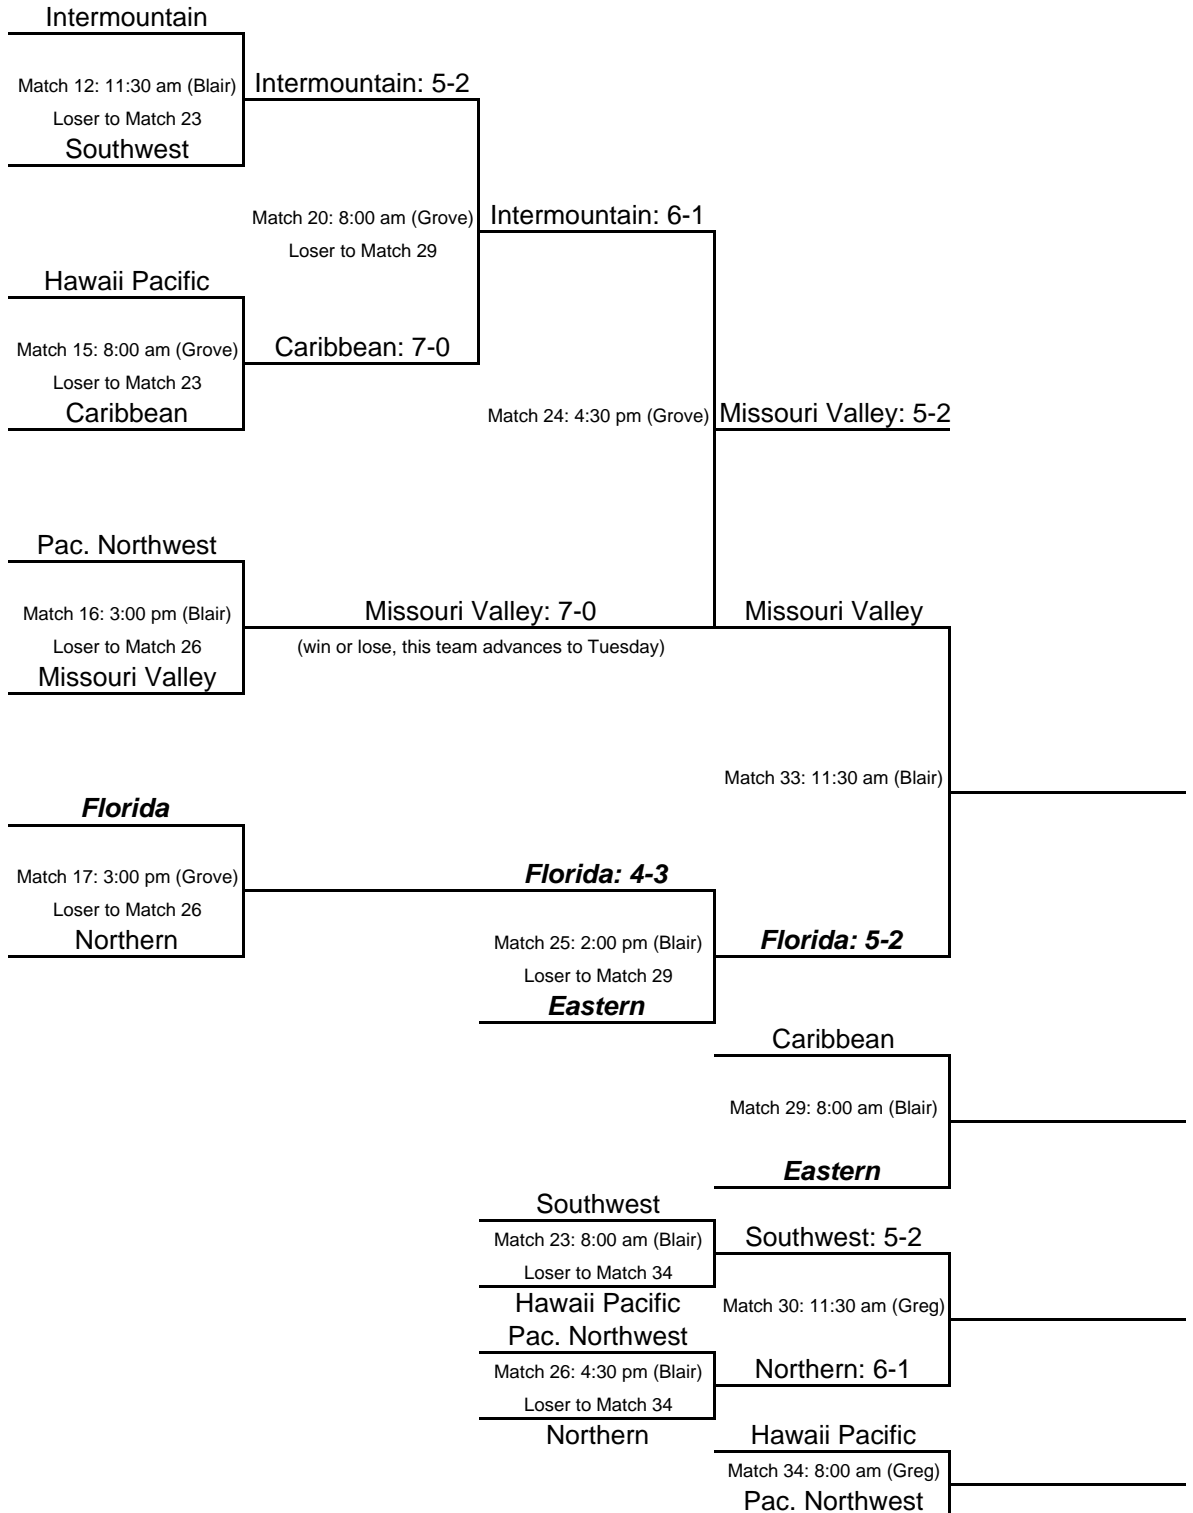 Intermountain
Match 12: 11:30 am (Blair)
Intermountain: 5-2
Loser to Match 23
Southwest
Match 20: 8:00 am (Grove)
Intermountain: 6-1
Loser to Match 29
Hawaii Pacific
Match 15: 8:00 am (Grove)
Caribbean: 7-0
Loser to Match 23
Caribbean
Match 24: 4:30 pm (Grove)
Missouri Valley: 5-2
Pac. Northwest
Match 16: 3:00 pm (Blair)
Missouri Valley: 7-0
Missouri Valley
Loser to Match 26
(win or lose, this team advances to Tuesday)
Missouri Valley
Match 33: 11:30 am (Blair)
Florida
Match 17: 3:00 pm (Grove)
Florida: 4-3
Loser to Match 26
Northern
Match 25: 2:00 pm (Blair)
Florida: 5-2
Loser to Match 29
Eastern
Caribbean
Match 29: 8:00 am (Blair)
Eastern
Southwest
Match 23: 8:00 am (Blair)
Southwest: 5-2
Loser to Match 34
Hawaii Pacific
Match 30: 11:30 am (Greg)
Pac. Northwest
Match 26: 4:30 pm (Blair)
Northern: 6-1
Loser to Match 34
Northern
Hawaii Pacific
Match 34: 8:00 am (Greg)
Pac. Northwest